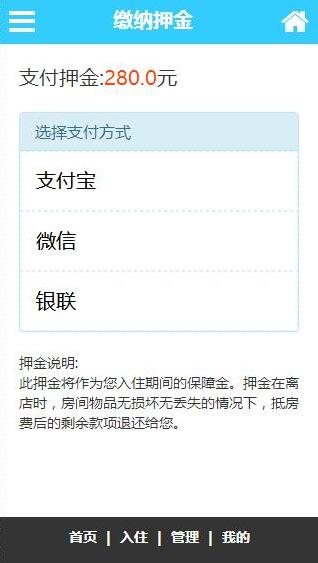 缴纳押金
支付押金:280.0元
选择支付方式
支付宝
微信
银联
押金说明:
此押金将作为您入住期间的保障金。押金在离
店时，房间物品无损坏无丢失的情况下，抵房
费后的剩余款项退还给您。
首页 | 入住 | 管理 | 我的